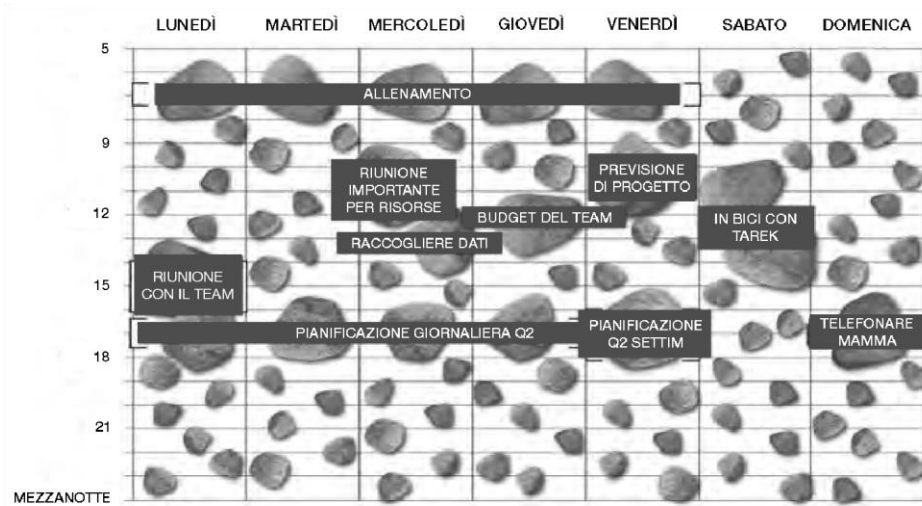 LUNEDÌ MARTEDÌ MERCOLEDÌ GIOVEDÌ VENERDÌ SABATO DOMENICA
5
ALLENAMENTO
9
RIUNIONE
IMPORTANTE
PER RISORSE
PREVISIONE
DI PROGETTO
12
BUDGET DEL TEAM
IN BICI CON
TAREK
RACCOGLIERE DATI
RIUNIONE
CON IL TEAM
15
PIANIFICAZIONE GIORNALIERA Q2
PIANIFICAZIONE
Q2 SETTIM
TELEFONARE
MAMMA
18
21
MEZZANOTTE